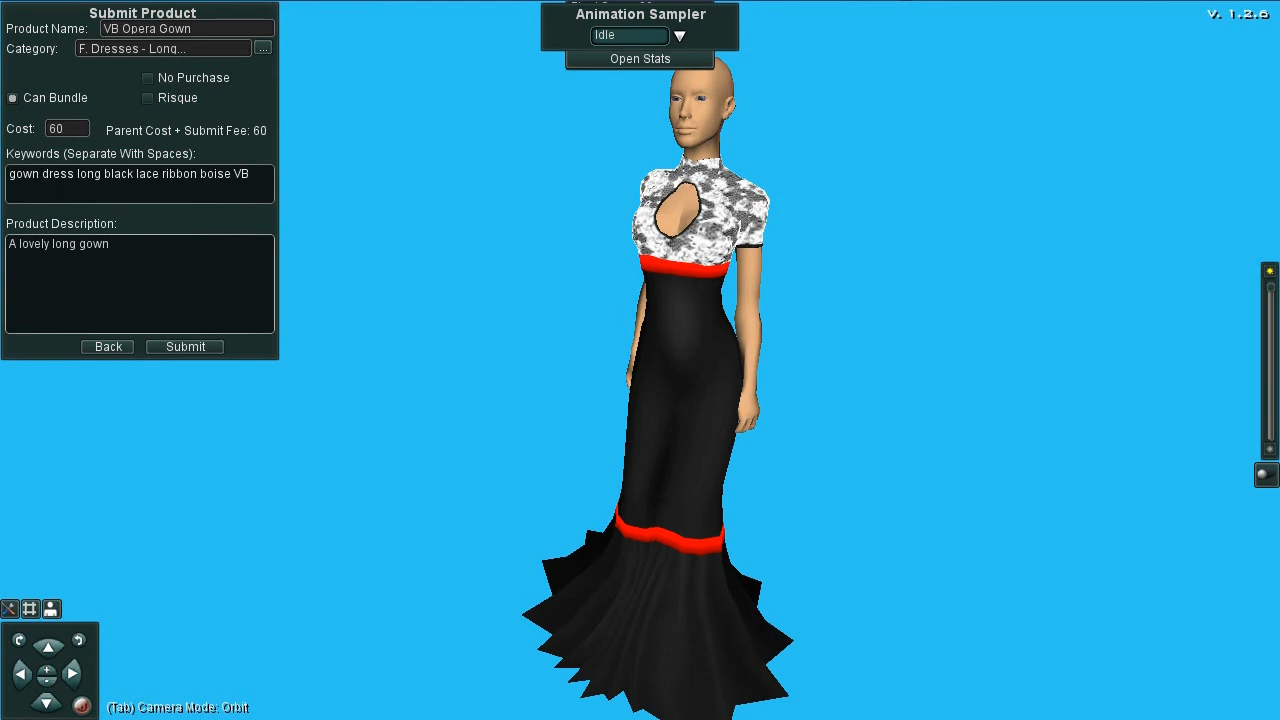 Submit Product
Product Name: VB Opera Gown
Category: F. Dresses - Long... ...
No Purchase
Can Bundle
Risque
Cost: 60 Parent Cost + Submit Fee: 60
Keywords (Separate With Spaces):
gown dress long black lace ribbon boise VB
Product Description:
A lovely long gown
Back Submit
Animation Sampler
Idle
Open Stats
V. 1.2.6
(Tab) Camera Mode: Orbit